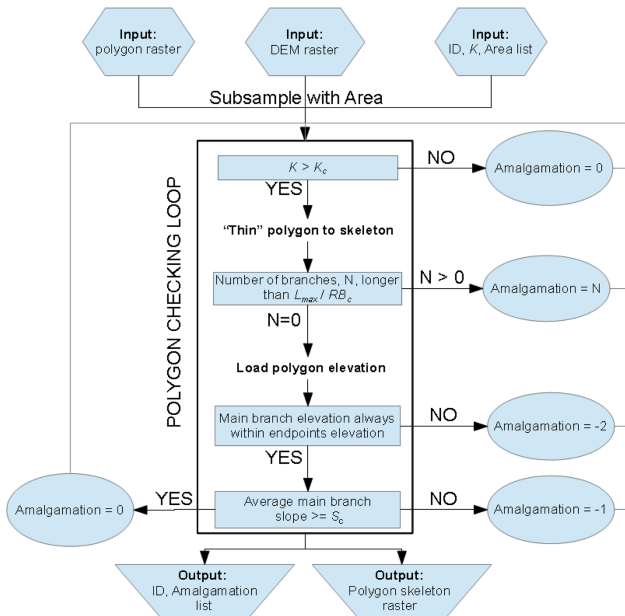 Input:
polygon raster
Input:
DEM raster
Input:
ID, K, Area list
Subsample with Area
POLYGON CHECKING LOOP
K > Kc
NO
Amalgamation = 0
YES
“Thin” polygon to skeleton
Number of branches, N, longer
than Lmax / RBc
N > 0
Amalgamation = N
N=0
Load polygon elevation
Main branch elevation always
within endpoints elevation
NO
Amalgamation = -2
YES
Average main branch
slope >= Sc
YES
Amalgamation = 0
NO
Amalgamation = -1
Output:
ID, Amalgamation
list
Output:
Polygon skeleton
raster